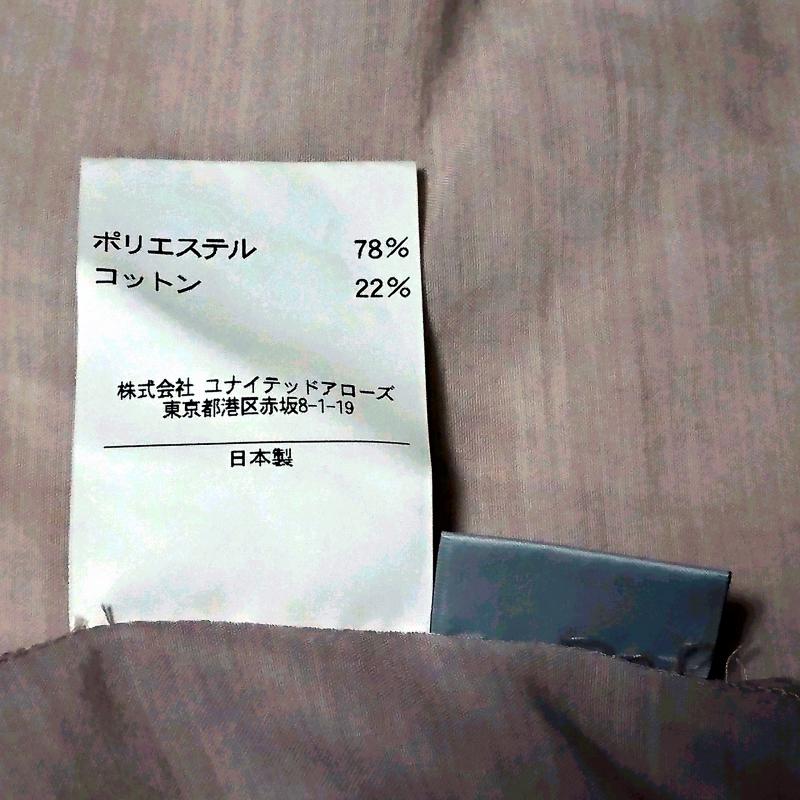 ポリエステル 78%
コットン 22%
株式会社 ユナイテッドアローズ
東京都港区赤坂8-1-19
日本製